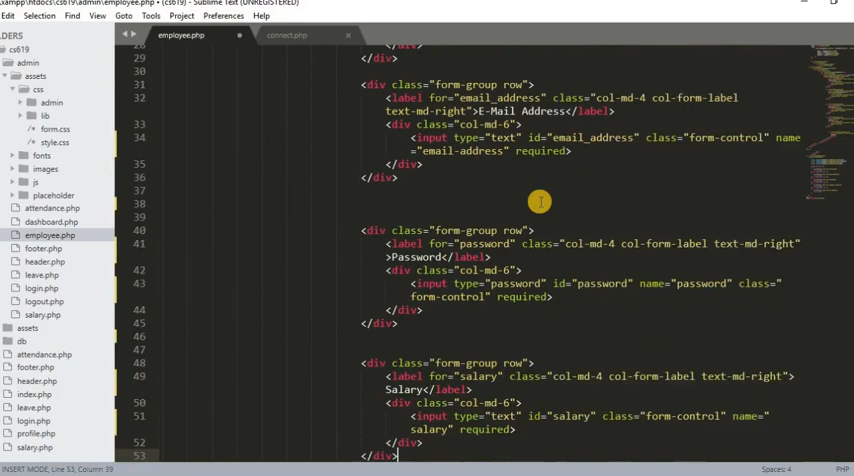 xampp\htdocs\cs619\admin\employee.php • (cs619) - Sublime Text (UNREGISTERED)
Edit Selection Find View Goto Tools Project Preferences Help
employee.php
connect.php
cs619
admin
assets
css
admin
lib
form.css
style.css
fonts
images
js
placeholder
attendance.php
dashboard.php
employee.php
footer.php
header.php
leave.php
login.php
logout.php
salary.php
assets
db
attendance.php
footer.php
header.php
index.php
leave.php
login.php
profile.php
salary.php
28 </div>
29 </div>
30
31 <div class="form-group row">
32 <label for="email_address" class="col-md-4 col-form-label
text-md-right">E-Mail Address</label>
33 <div class="col-md-6">
34 <input type="text" id="email_address" class="form-control" name
="email-address" required>
35 </div>
36 </div>
37
38
39
40 <div class="form-group row">
41 <label for="password" class="col-md-4 col-form-label text-md-right"
>Password</label>
42 <div class="col-md-6">
43 <input type="password" id="password" name="password" class="
form-control" required>
44 </div>
45 </div>
46
47
48 <div class="form-group row">
49 <label for="salary" class="col-md-4 col-form-label text-md-right">
Salary</label>
50 <div class="col-md-6">
51 <input type="text" id="salary" class="form-control" name="
salary" required>
52 </div>
53 </div>
INSERT MODE, Line 53, Column 39
Spaces: 4
PHP